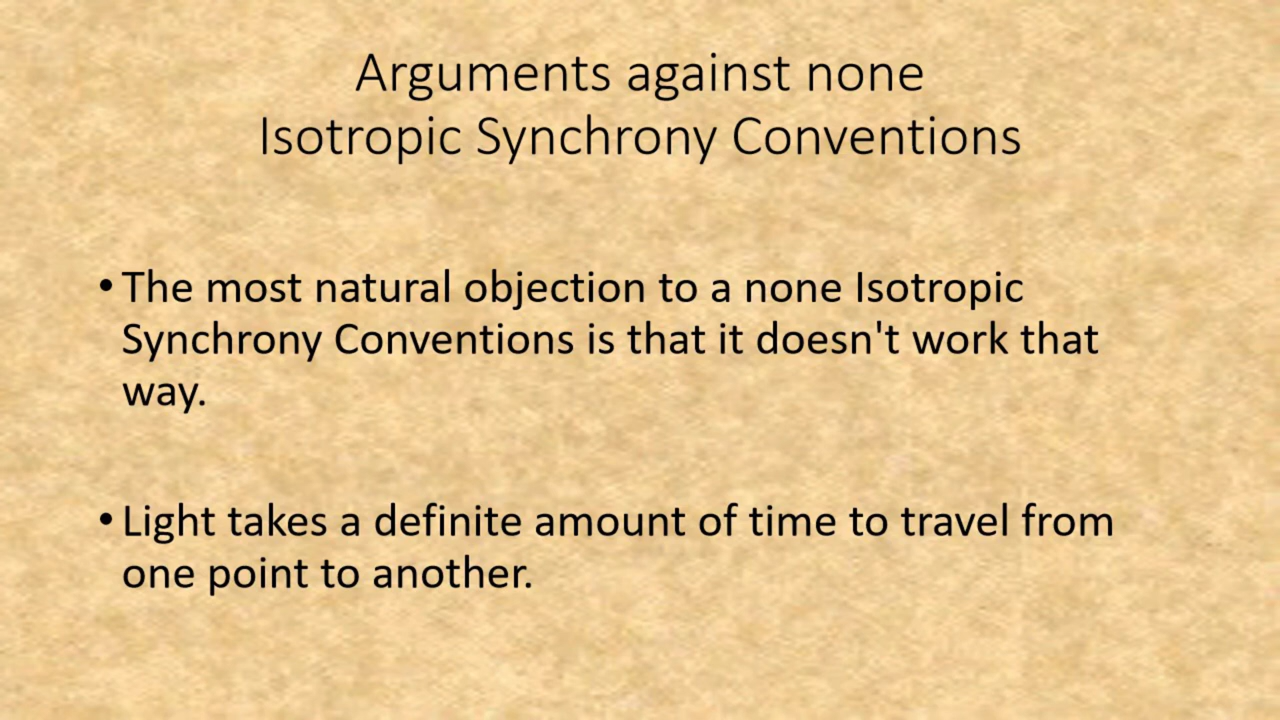 Arguments against none
Isotropic Synchrony Conventions
• The most natural objection to a none Isotropic
Synchrony Conventions is that it doesn't work that
way.
• Light takes a definite amount of time to travel from
one point to another.